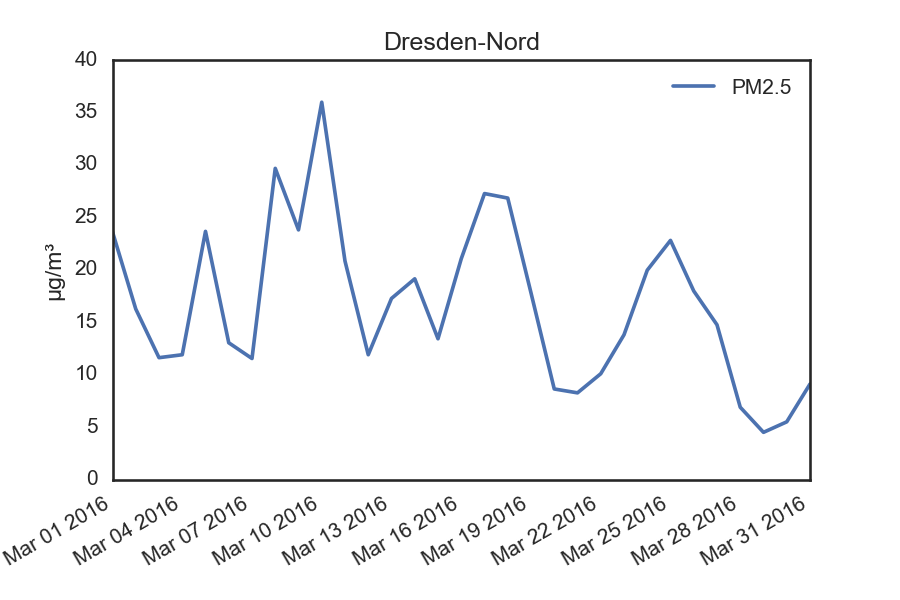 Dresden-Nord
40
35
30
25
20
15
10
5
0
µg/m³
PM2.5
Mar 01 2016
Mar 04 2016
Mar 07 2016
Mar 10 2016
Mar 13 2016
Mar 16 2016
Mar 19 2016
Mar 22 2016
Mar 25 2016
Mar 28 2016
Mar 31 2016